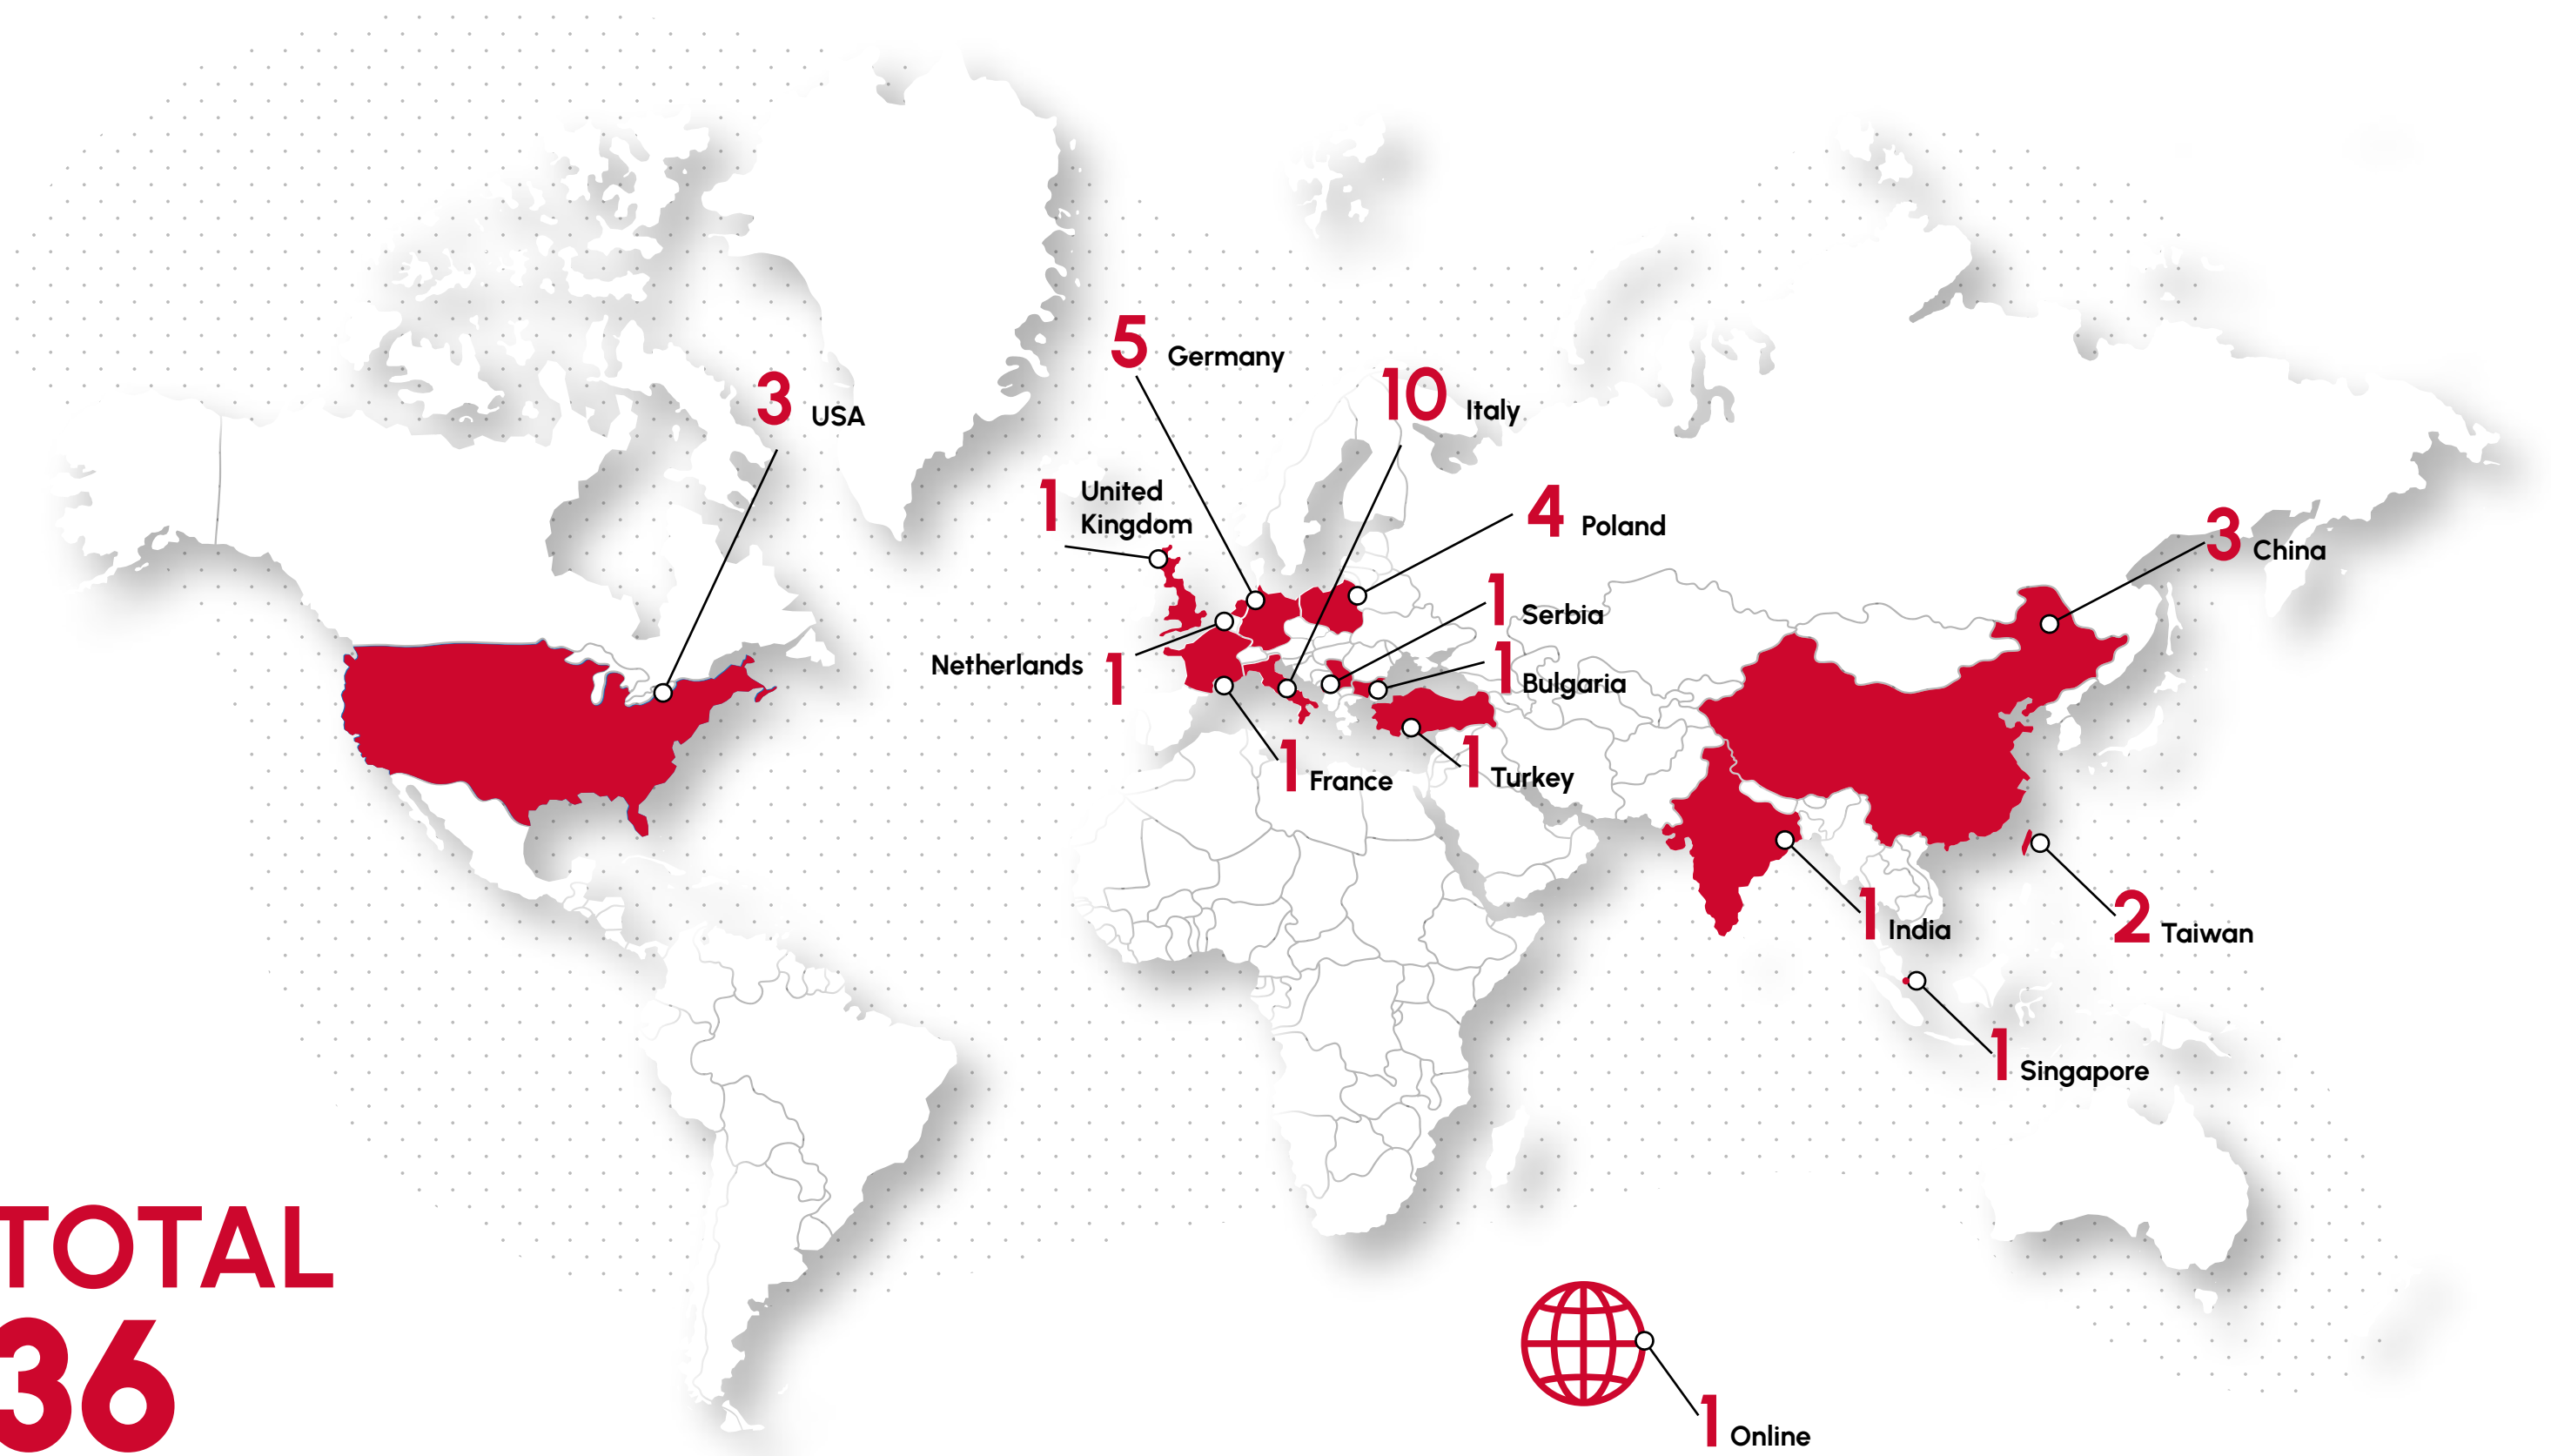 5 Germany
10 Italy
3 USA
1 United
Kingdom
4 Poland
3 China
1 Serbia
Netherlands 1
1 Bulgaria
1 France
1 Turkey
1 India
2 Taiwan
1 Singapore
TOTAL
36
1 Online